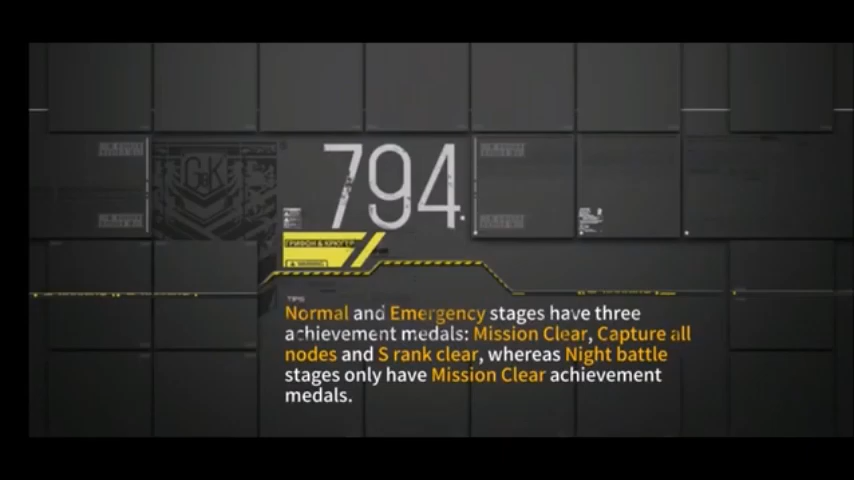 G&K
794.
ГРИФОН & КРЮГЕР
WARNING
TIPS
Normal and Emergency stages have three
achievement medals: Mission Clear, Capture all
nodes and S rank clear, whereas Night battle
stages only have Mission Clear achievement
medals.